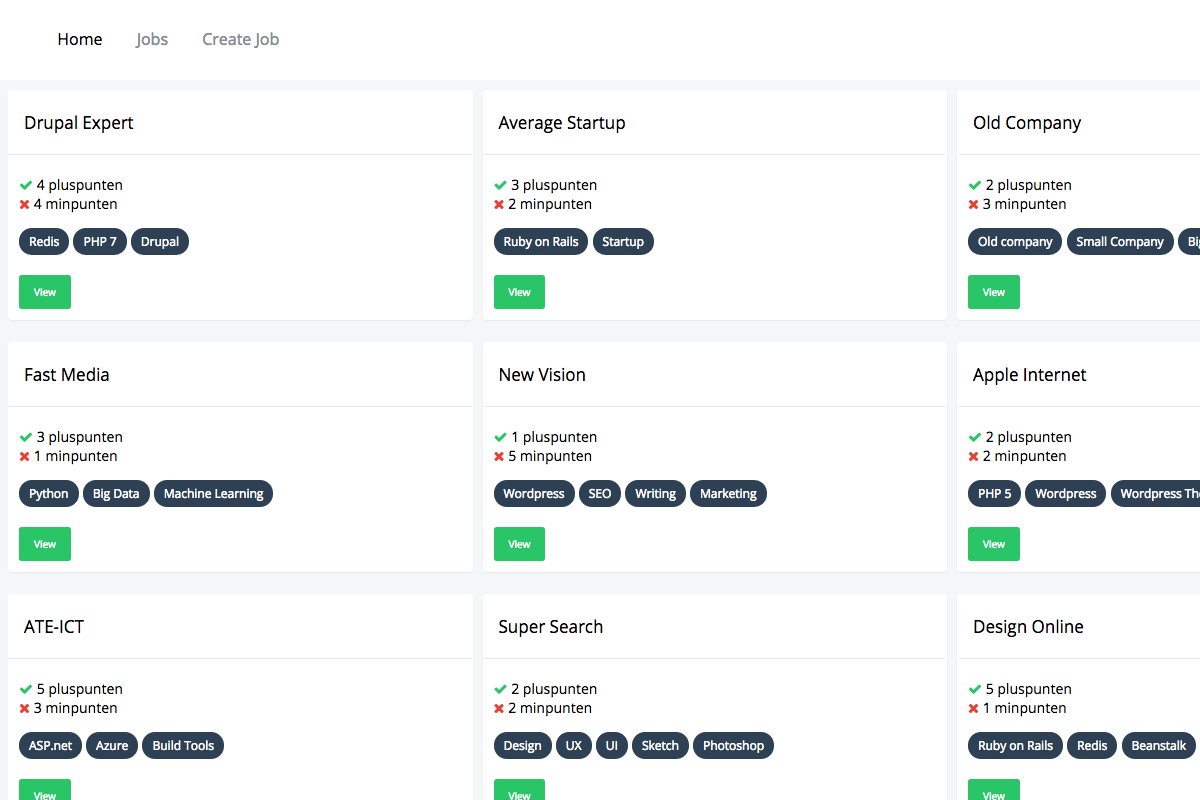 Home Jobs Create Job
Drupal Expert
4 pluspunten
4 minpunten
Redis PHP 7 Drupal
View
Average Startup
3 pluspunten
2 minpunten
Ruby on Rails Startup
View
Old Company
2 pluspunten
3 minpunten
Old company Small Company
View
Fast Media
3 pluspunten
1 minpunten
Python Big Data Machine Learning
View
New Vision
1 pluspunten
5 minpunten
Wordpress SEO Writing Marketing
View
Apple Internet
2 pluspunten
2 minpunten
PHP 5 Wordpress Wordpress
View
ATE-ICT
5 pluspunten
3 minpunten
ASP.net Azure Build Tools
View
Super Search
2 pluspunten
2 minpunten
Design UX UI Sketch Photoshop
View
Design Online
5 pluspunten
1 minpunten
Ruby on Rails Redis Beanstalk
View